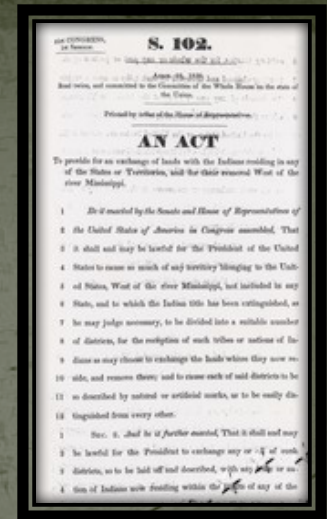 CONGRESS,
S. 102.
1st Session.
April 1830.
Read twice, and committed to the Committee of the Whole House on the state of
the Union.
Printed by order of the House of Representatives.
AN ACT
To provide for an exchange of lands with the Indians residing in any
of the States or Territories, and for their removal West of the
river Mississippi.
1 Be it enacted by the Senate and House of Representatives of
2 the United States of America in Congress assembled, That
3 it shall and may be lawful for the President of the United
4 States to cause so much of any territory belonging to the Unit-
5 ed States, West of the river Mississippi, not included in any
6 State, and to which the Indian title has been extinguished, as
7 he may judge necessary, to be divided into a suitable number
8 of districts, for the reception of such tribes or nations of In-
9 dians as may choose to exchange the lands where they now re-
10 side, and remove there; and to cause each of said districts to be
11 so described by natural or artificial marks, as to be easily dis-
12 tinguished from every other.
1 Sec. 2. And be it further enacted, That it shall and may
2 be lawful for the President to exchange any or all of such
3 districts, so to be laid off and described, with any or na-
4 tion of Indians now residing within the of any of the